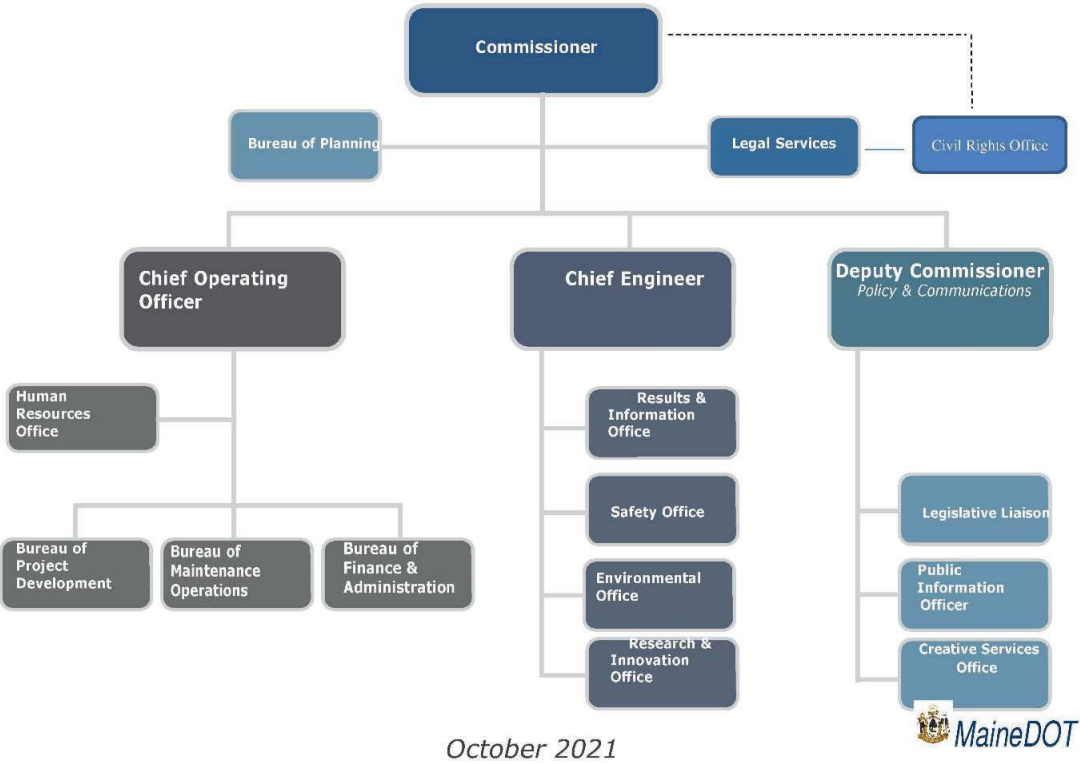 Commissioner
Bureau of Planning
Legal Services
Civil Rights Office
Chief Operating
Officer
Chief Engineer
Deputy Commissioner
Policy & Communications
Human
Resources
Office
Results &
Information
Office
Safety Office
Legislative Liaison
Bureau of
Project
Development
Bureau of
Maintenance
Operations
Bureau of
Finance &
Administration
Environmental
Office
Public
Information
Officer
Research &
Innovation
Office
Creative Services
Office
MaineDOT
October 2021